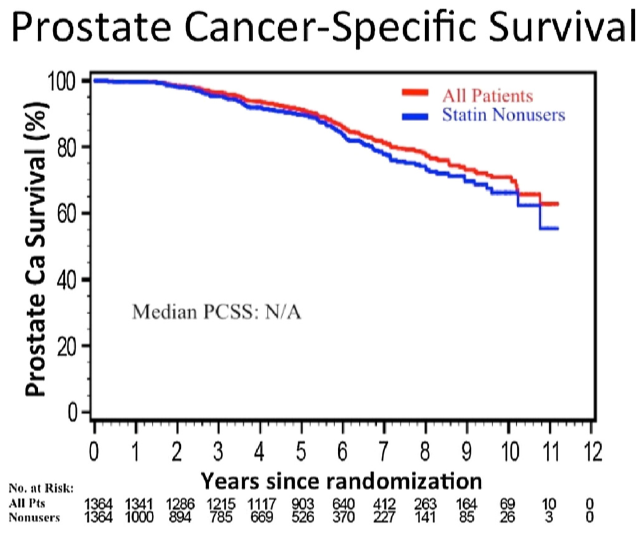 Prostate Cancer-Specific Survival
Prostate Ca Survival (%)
100
80
60
40
20
0
All Patients
Statin Nonusers
Median PCSS: N/A
0 1 2 3 4 5 6 7 8 9 10 11 12
Years since randomization
No. at Risk:
All Pts 1364 1341 1286 1215 1117 903 640 412 263 164 69 10 0
Nonusers 1364 1000 894 785 669 526 370 227 141 85 26 3 0